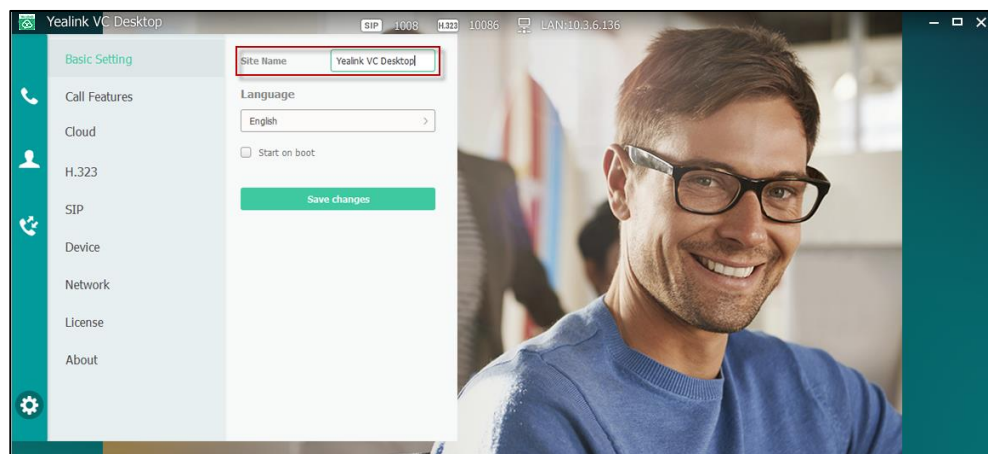 Yealink VC Desktop
SIP 1008 H.323 10086 LAN:10.3.6.136
Basic Setting
Call Features
Cloud
H.323
SIP
Device
Network
License
About
Site Name Yealink VC Desktop
Language
English
Start on boot
Save changes